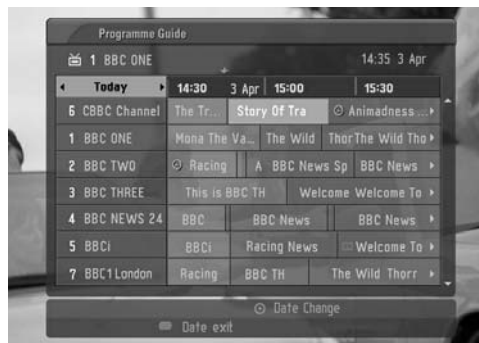 Programme Guide
1 BBC ONE 14:35 3 Apr
Today 14:30 3 Apr 15:00 15:30
6 CBBC Channel The Tr... Story Of Tra Animadness ...
1 BBC ONE Mona The Va... The Wild ThorThe Wild Tho
2 BBC TWO Racing A BBC News Sp BBC News
3 BBC THREE This is BBC TH Welcome Welcome To
4 BBC NEWS 24 BBC BBC News BBC News
5 BBCi BBCi Racing News Welcome To
7 BBC1 London Racing BBC TH The Wild Thorr
Date Change
Date exit